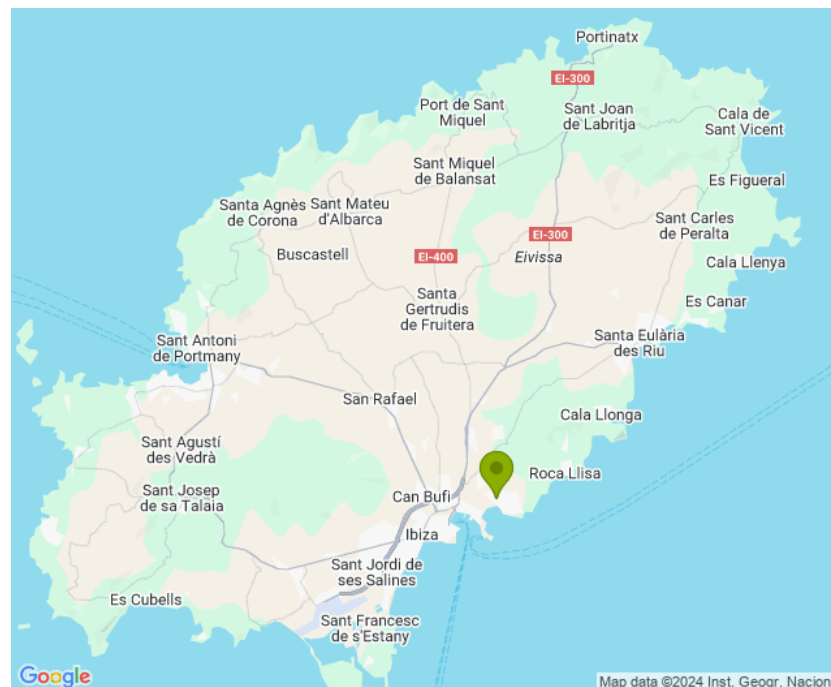 Portinatx
EI-300
Port de Sant
Miquel
Sant Joan
de Labritja
Cala de
Sant Vicent
Sant Miquel
de Balansat
Es Figueral
Santa Agnès
de Corona
Sant Mateu
d'Albarca
Sant Carles
de Peralta
EI-300
Buscastell
EI-400
Eivissa
Cala Llenya
Santa
Gertrudis
de Fruitera
Es Canar
Sant Antoni
de Portmany
Santa Eulària
des Riu
San Rafael
Cala Llonga
Sant Agustí
des Vedrà
Roca Llisa
Sant Josep
de sa Talaia
Can Bufi
Ibiza
Sant Jordi de
ses Salines
Es Cubells
Sant Francesc
de s'Estany
Google
Map data ©2024 Inst. Geogr. Nacion